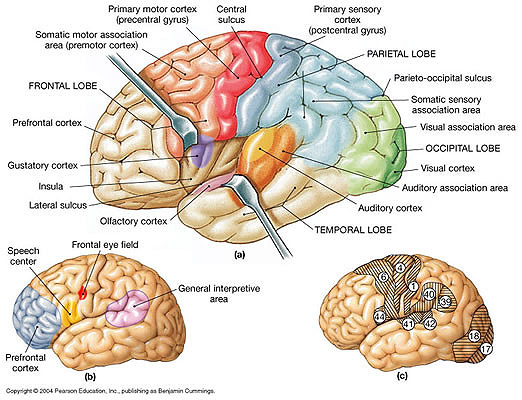 Primary motor cortex
(precentral gyrus)
Central
sulcus
Primary sensory
cortex
(postcentral gyrus)
Somatic motor association
area (premotor cortex)
PARIETAL LOBE
FRONTAL LOBE
Parieto-occipital sulcus
Somatic sensory
association area
Prefrontal cortex
Visual association area
OCCIPITAL LOBE
Gustatory cortex
Visual cortex
Insula
Auditory association area
Lateral sulcus
Auditory cortex
Olfactory cortex
TEMPORAL LOBE
(a)
Speech
center
Frontal eye field
General interpretive
area
Prefrontal
cortex
(b)
6
4
1
40
39
44
41
42
18
17
(c)
Copyright © 2004 Pearson Education, Inc., publishing as Benjamin Cummings.